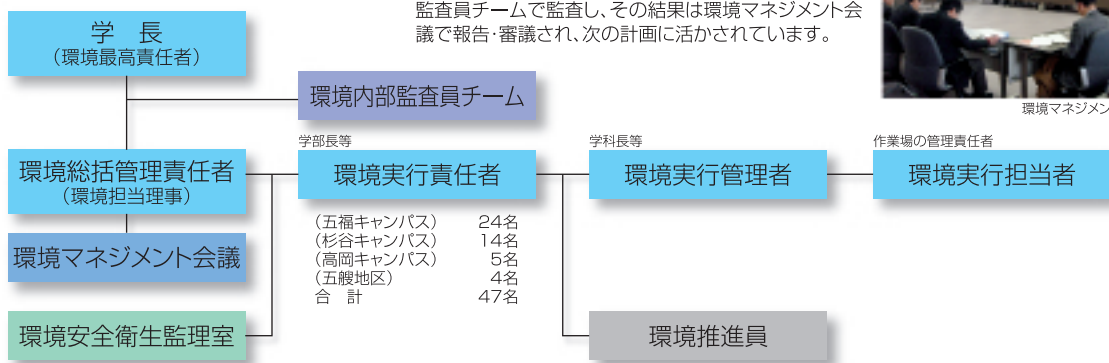 監査員チームで監査し、その結果は環境マネジメント会
議で報告・審議され、次の計画に活かされています。
環境マネジメン
学　長
（環境最高責任者）
環境内部監査員チーム
環境総括管理責任者
（環境担当理事）
環境マネジメント会議
環境安全衛生監理室
学部長等
環境実行責任者
（五福キャンパス）　24名
（杉谷キャンパス）　14名
（高岡キャンパス）　5名
（五艘地区）　4名
合　計　47名
学科長等
環境実行管理者
環境推進員
作業場の管理責任者
環境実行担当者